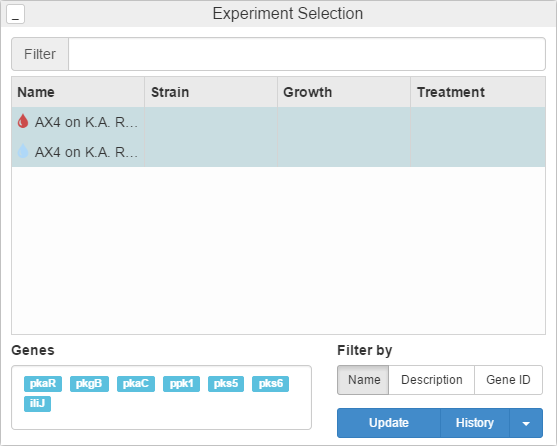 _ Experiment Selection
Filter
Name Strain Growth Treatment
AX4 on K.A. R...
AX4 on K.A. R...
Genes
pkaR pkgB pkaC ppk1 pks5 pks6
iliJ
Filter by
Name Description Gene ID
Update History